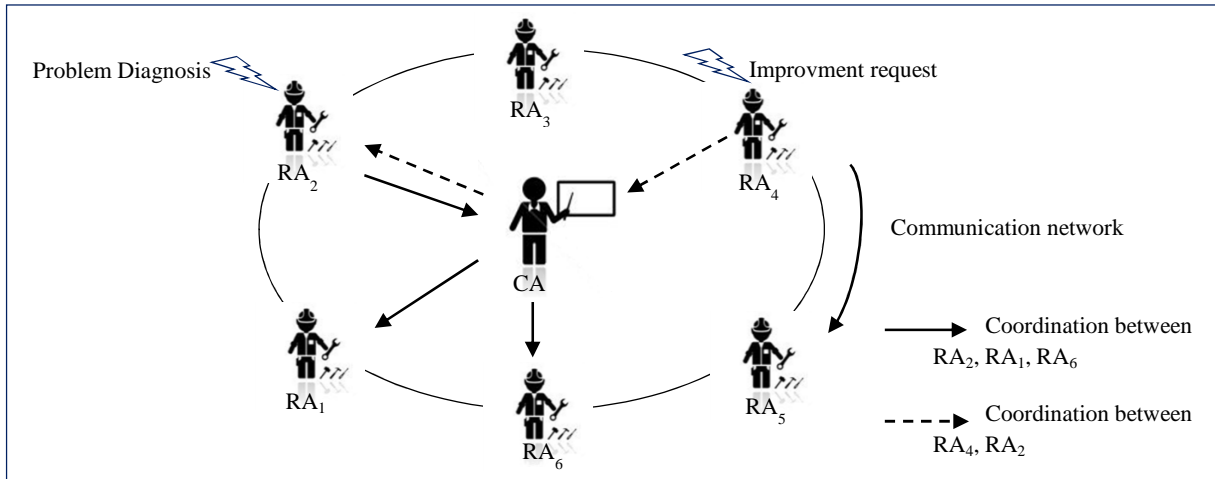 Problem Diagnosis
Improvment request
RA₃
RA₂
RA₄
Communication network
CA
RA₁
RA₅
RA₆
Coordination between
RA₂, RA₁, RA₆
Coordination between
RA₄, RA₂